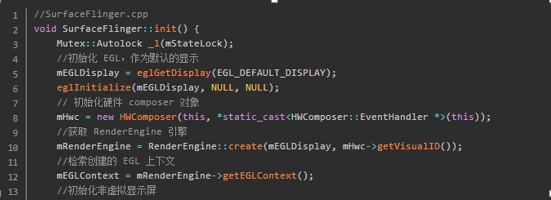 1 //SurfaceFlinger.cpp
2 void SurfaceFlinger::init() {
3 Mutex::Autolock _l(mStateLock);
4 //初始化 EGL，作为默认的显示
5 mEGLDisplay = eglGetDisplay(EGL_DEFAULT_DISPLAY);
6 eglInitialize(mEGLDisplay, NULL, NULL);
7 // 初始化硬件 composer 对象
8 mHwc = new HWComposer(this, *static_cast<HWComposer::EventHandler *>(this));
9 //获取 RenderEngine 引擎
10 mRenderEngine = RenderEngine::create(mEGLDisplay, mHwc->getVisualID());
11 //检索创建的 EGL 上下文
12 mEGLContext = mRenderEngine->getEGLContext();
13 //初始化非虚拟显示屏